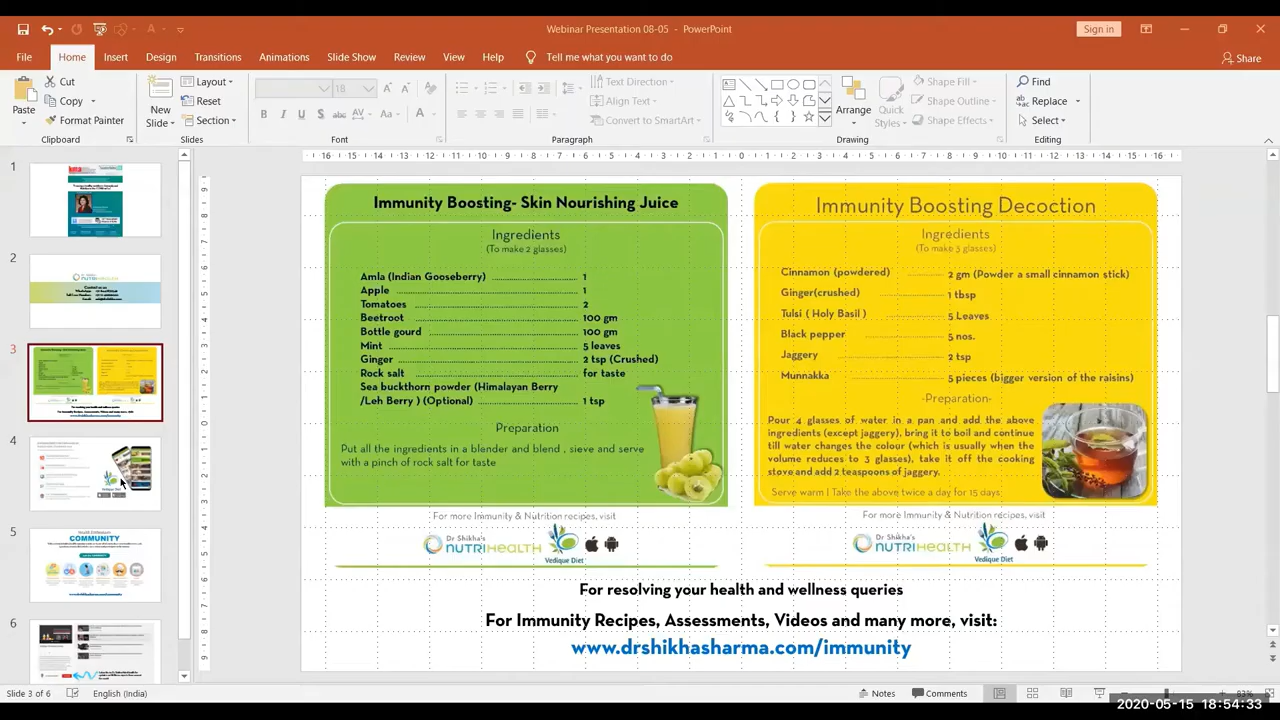 Webinar Presentation 08-05 - PowerPoint
Sign in
File Home Insert Design Transitions Animations Slide Show Review View Help Tell me what you want to do
Share
Paste
Cut
Copy
Format Painter
Clipboard
New
Slide
Layout
Reset
Section
Slides
18
Font
Text Direction
Align Text
Convert to SmartArt
Paragraph
Arrange
Quick
Styles
Shape Fill
Shape Outline
Shape Effects
Drawing
Find
Replace
Select
Editing
1
2
3
4
5
COMMUNITY
6
Immunity Boosting- Skin Nourishing Juice
Ingredients
(To make 2 glasses)
Amla (Indian Gooseberry) 1
Apple 1
Tomatoes 2
Beetroot 100 gm
Bottle gourd 100 gm
Mint 5 leaves
Ginger 2 tsp (Crushed)
Rock salt for taste
Sea buckthorn powder (Himalayan Berry
/Leh Berry ) (Optional) 1 tsp
Preparation
Put all the ingredients in a blender and blend , sieve and serve
with a pinch of rock salt for taste
For more Immunity & Nutrition recipes, visit
Dr Shikha's
NUTRIHEALTH
Vedique Diet
Immunity Boosting Decoction
Ingredients
(To make 3 glasses)
Cinnamon (powdered) 2 gm (Powder a small cinnamon stick)
Ginger(crushed) 1 tbsp
Tulsi ( Holy Basil ) 5 Leaves
Black pepper 5 nos.
Jaggery 2 tsp
Munnakka 5 pieces (bigger version of the raisins)
-Preparation-
Pour 4 glasses of water in a pan and add the above
ingredients (except jaggery), bring it to boil and continue
till water changes the colour (which is usually when the
volume reduces to 3 glasses), take it off the cooking
stove and add 2 teaspoons of jaggery.
Serve warm | Take the above twice a day for 15 days.
For more Immunity & Nutrition recipes, visit
Dr Shikha's
NUTRIHEALTH
Vedique Diet
For resolving your health and wellness queries
For Immunity Recipes, Assessments, Videos and many more, visit:
www.drshikhasharma.com/immunity
Slide 3 of 6 English (India)
Notes Comments
83%
2020-05-15 18:54:33